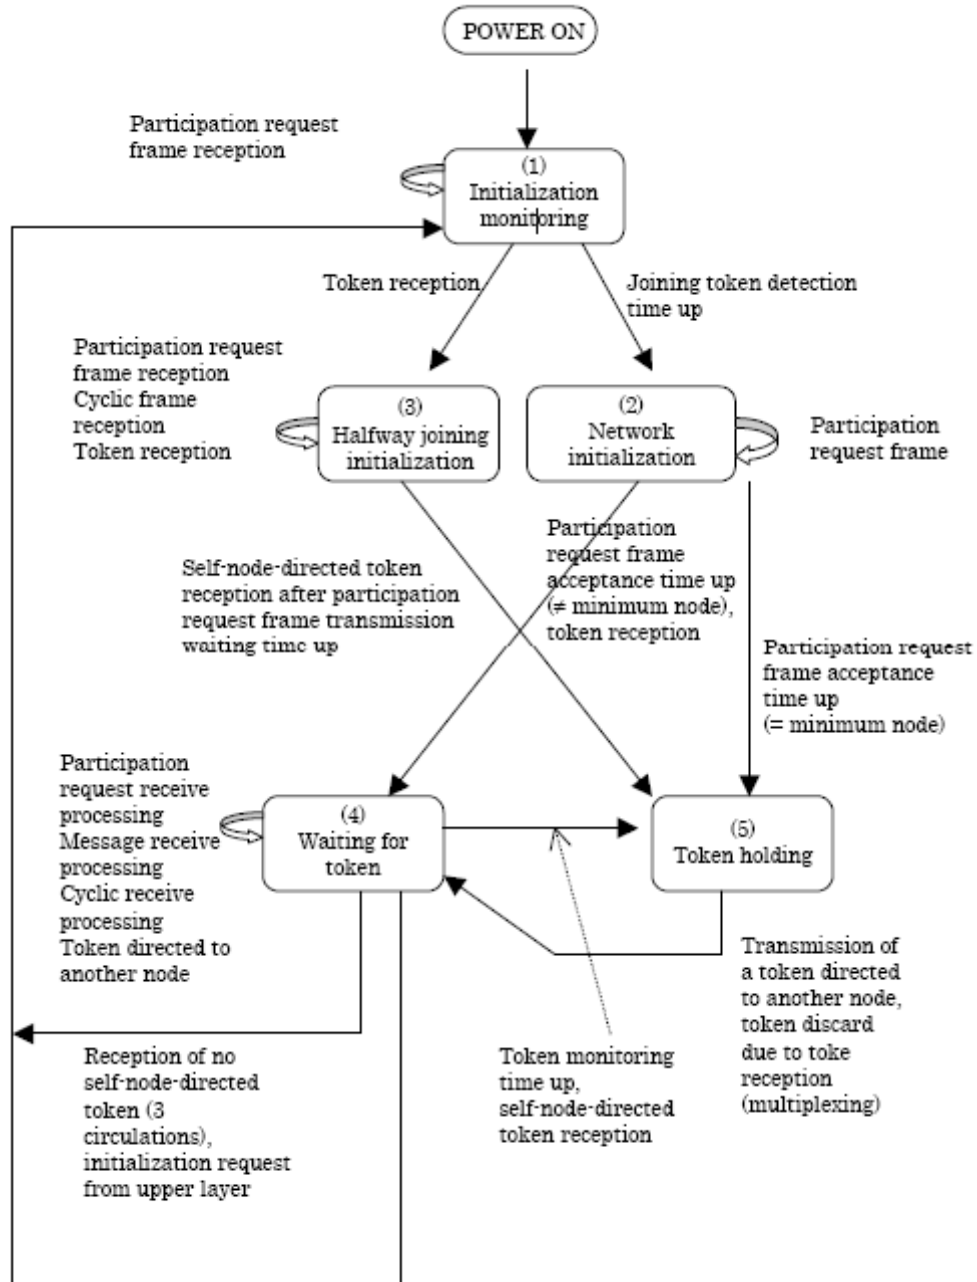 POWER ON
Participation request
frame reception
(1)
Initialization
monitoring
Token reception
Joining token detection
time up
Participation request
frame reception
Cyclic frame
reception
Token reception
(3)
Halfway joining
initialization
(2)
Network
initialization
Participation
request frame
Self-node-directed token
reception after participation
request frame transmission
waiting time up
Participation
request frame
acceptance time up
(≠ minimum node),
token reception
Participation request
frame acceptance
time up
(= minimum node)
Participation
request receive
processing
Message receive
processing
Cyclic receive
processing
Token directed to
another node
(4)
Waiting for
token
(5)
Token holding
Reception of no
self-node-directed
token (3
circulations),
initialization request
from upper layer
Token monitoring
time up,
self-node-directed
token reception
Transmission of
a token directed
to another node,
token discard
due to toke
reception
(multiplexing)